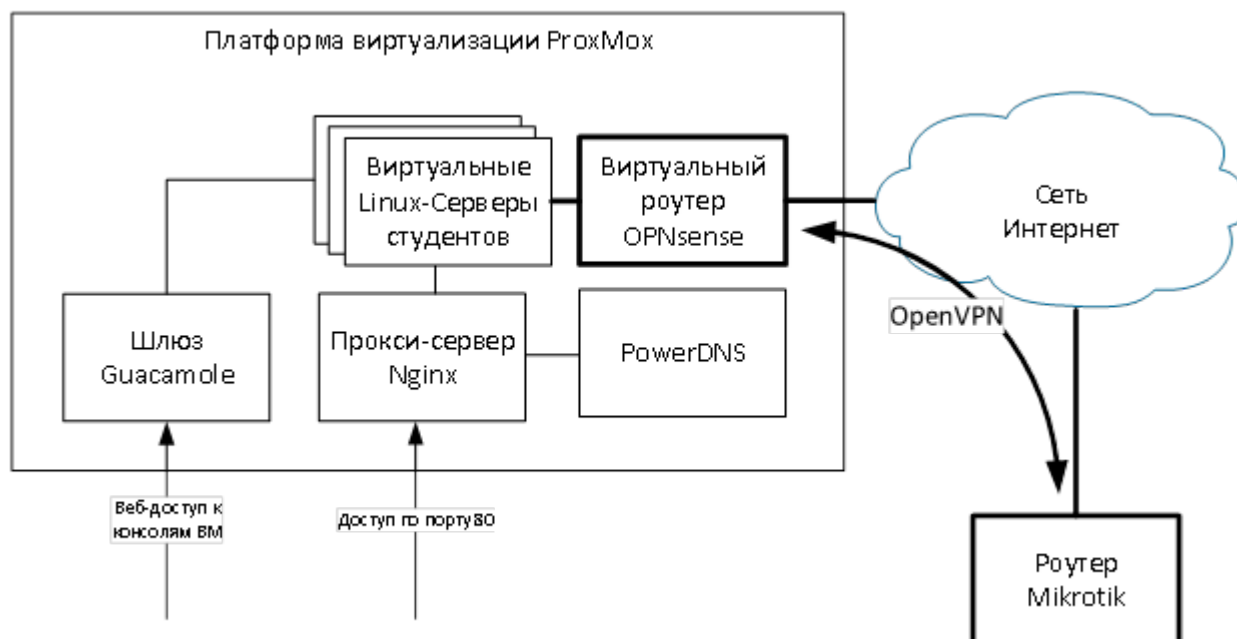 Платформа виртуализации ProxMox
Виртуальные
Linux-Серверы
студентов
Виртуальный
роутер
OPNsense
Сеть
Интернет
OpenVPN
Шлюз
Guacamole
Прокси-сервер
Nginx
PowerDNS
Веб-доступ к
консолям ВМ
Доступ по порту 80
Роутер
Mikrotik